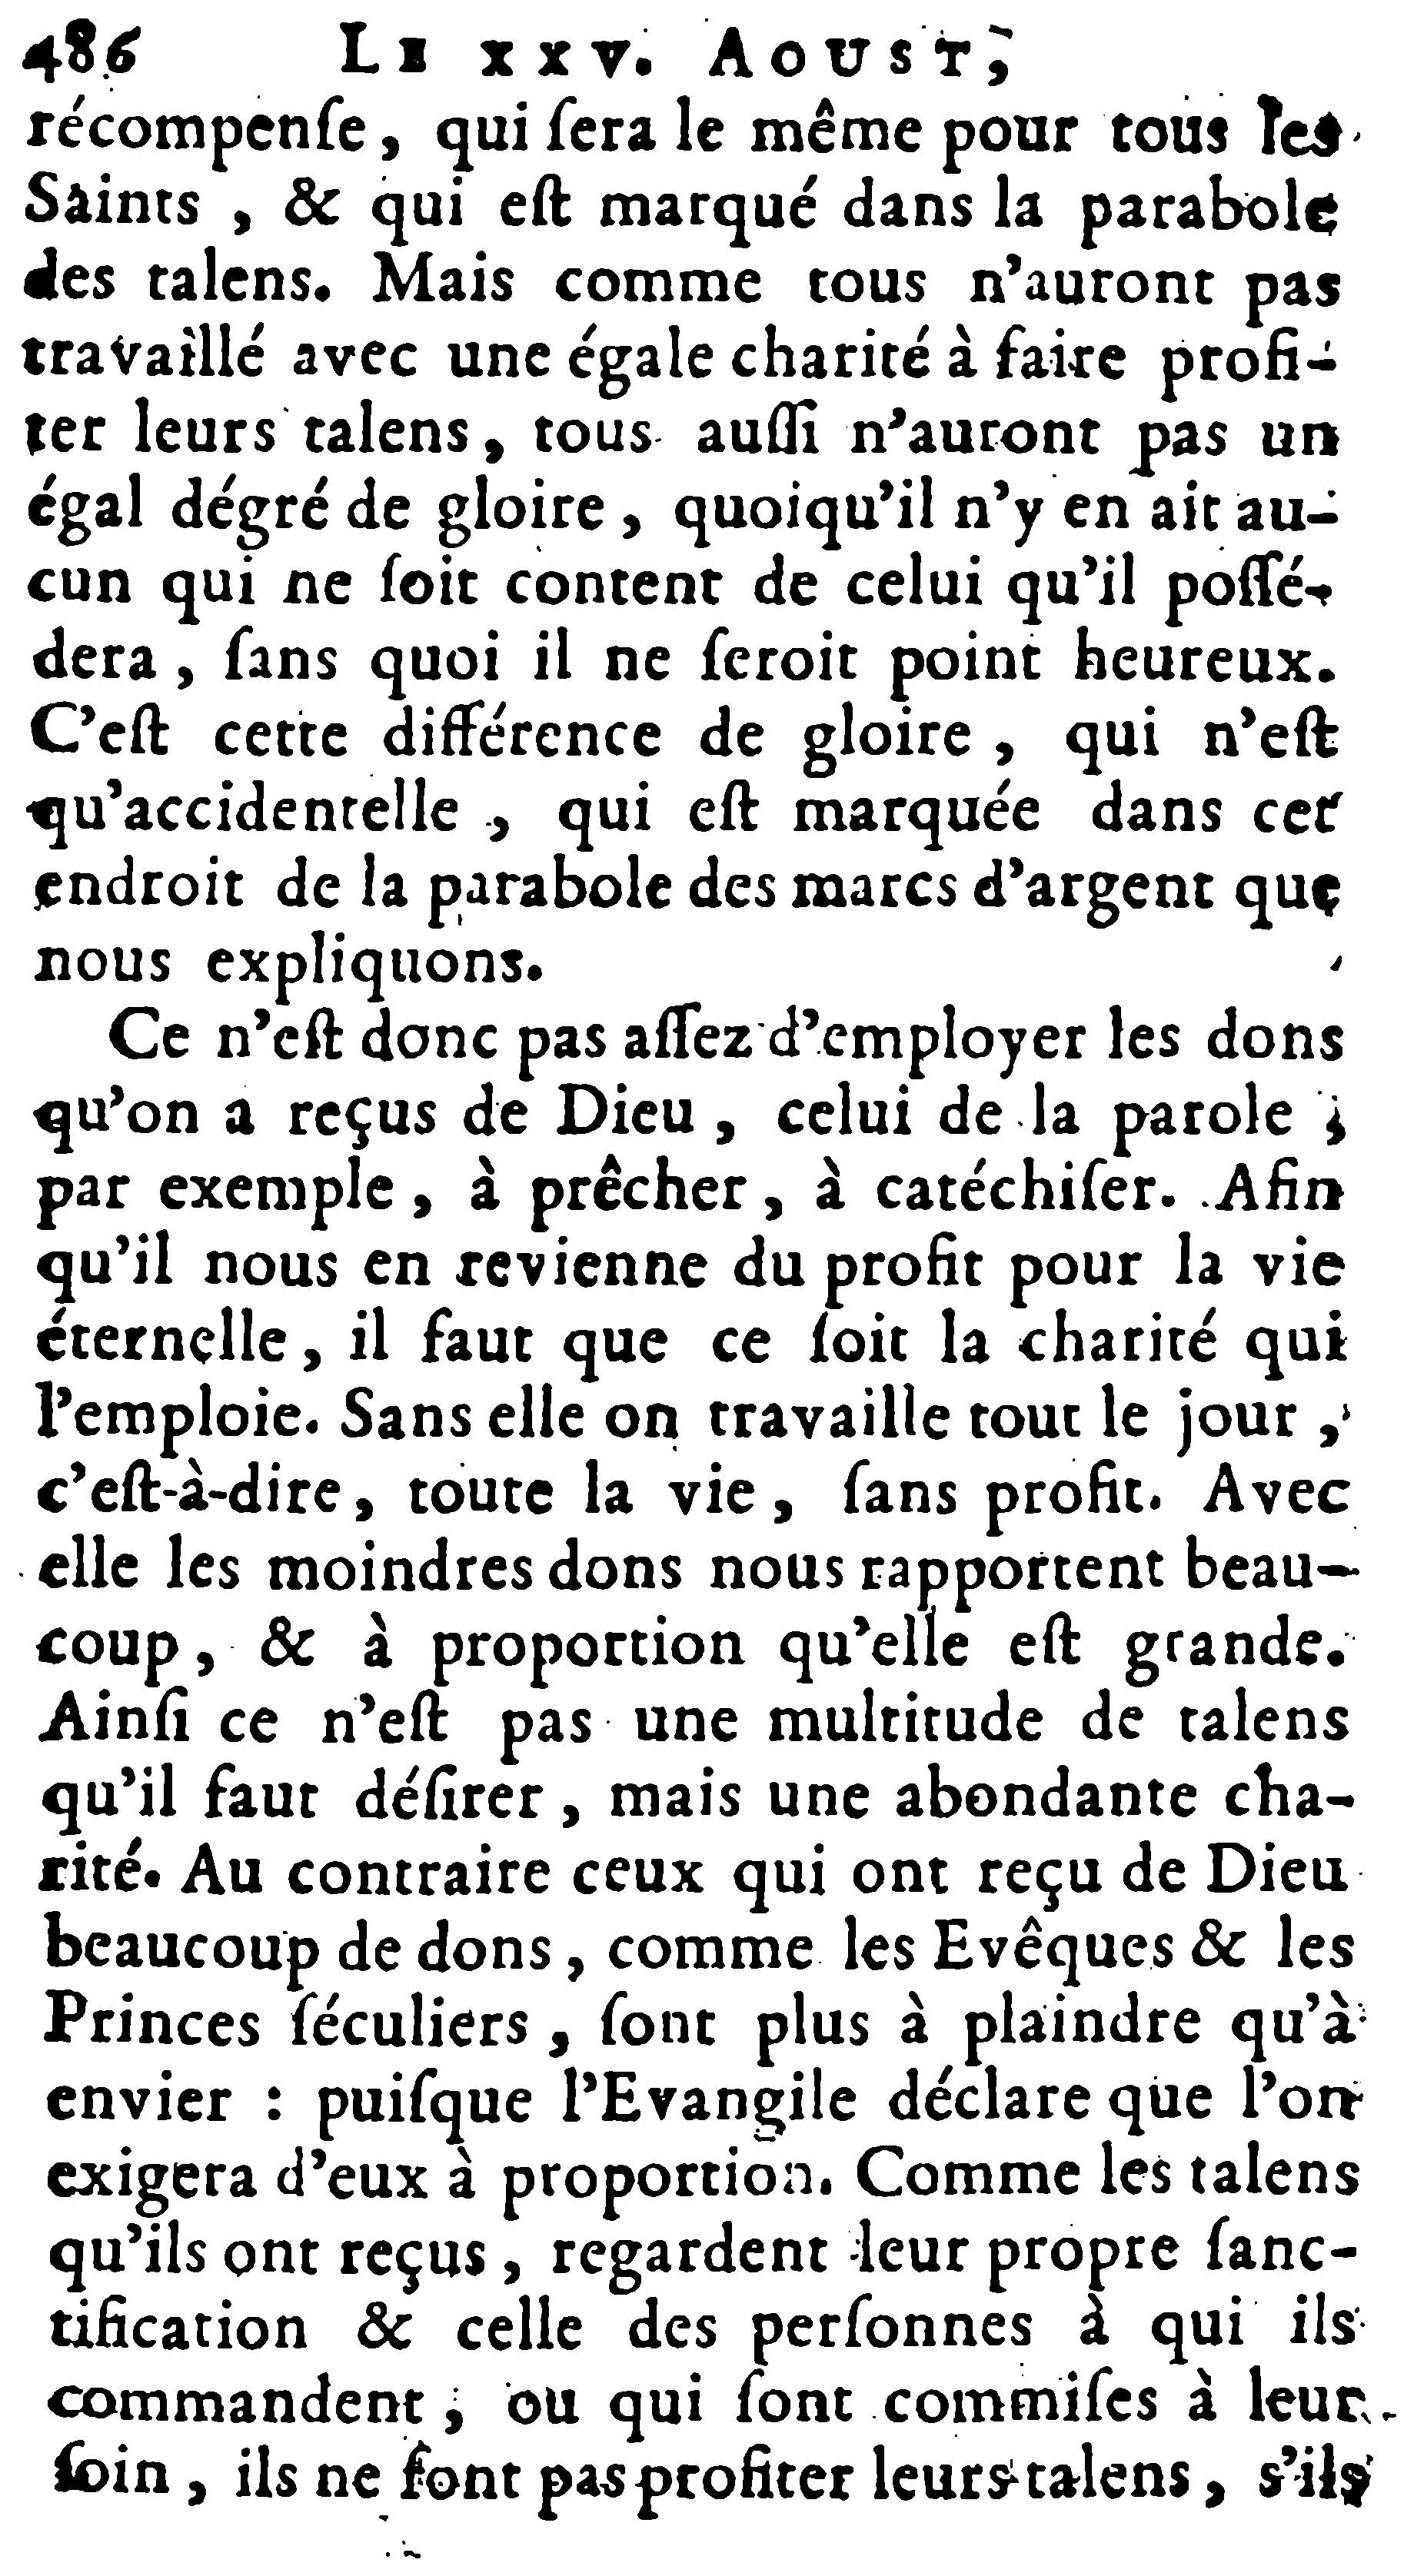 486 LE XXV. AOUST,
récompenſe, qui ſera le même pour tous les
Saints, & qui eſt marqué dans la parabole
des talens. Mais comme tous n'auront pas
travaillé avec une égale charité à faire profi-
ter leurs talens, tous auſſi n'auront pas un
égal dégré de gloire, quoiqu'il n'y en ait au-
cun qui ne ſoit content de celui qu'il poſſé-
dera, ſans quoi il ne ſeroit point heureux.
C'eſt cette différence de gloire, qui n'eſt
qu'accidentelle, qui eſt marquée dans cet
endroit de la parabole des marcs d'argent que
nous expliquons.
Ce n'eſt donc pas aſſez d'employer les dons
qu'on a reçus de Dieu, celui de la parole,
par exemple, à prêcher, à catéchiſer. Afin
qu'il nous en revienne du profit pour la vie
éternelle, il faut que ce ſoit la charité qui
l'emploie. Sans elle on travaille tout le jour,
c'eſt-à-dire, toute la vie, ſans profit. Avec
elle les moindres dons nous rapportent beau-
coup, & à proportion qu'elle eſt grande.
Ainſi ce n'eſt pas une multitude de talens
qu'il faut déſirer, mais une abondante cha-
rité. Au contraire ceux qui ont reçu de Dieu
beaucoup de dons, comme les Evêques & les
Princes ſéculiers, ſont plus à plaindre qu'à
envier : puiſque l'Evangile déclare que l'on
exigera d'eux à proportion. Comme les talens
qu'ils ont reçus, regardent leur propre ſanc-
tification & celle des perſonnes à qui ils
commandent, ou qui ſont commiſes à leur
ſoin, ils ne font pas profiter leurs talens, s'ils